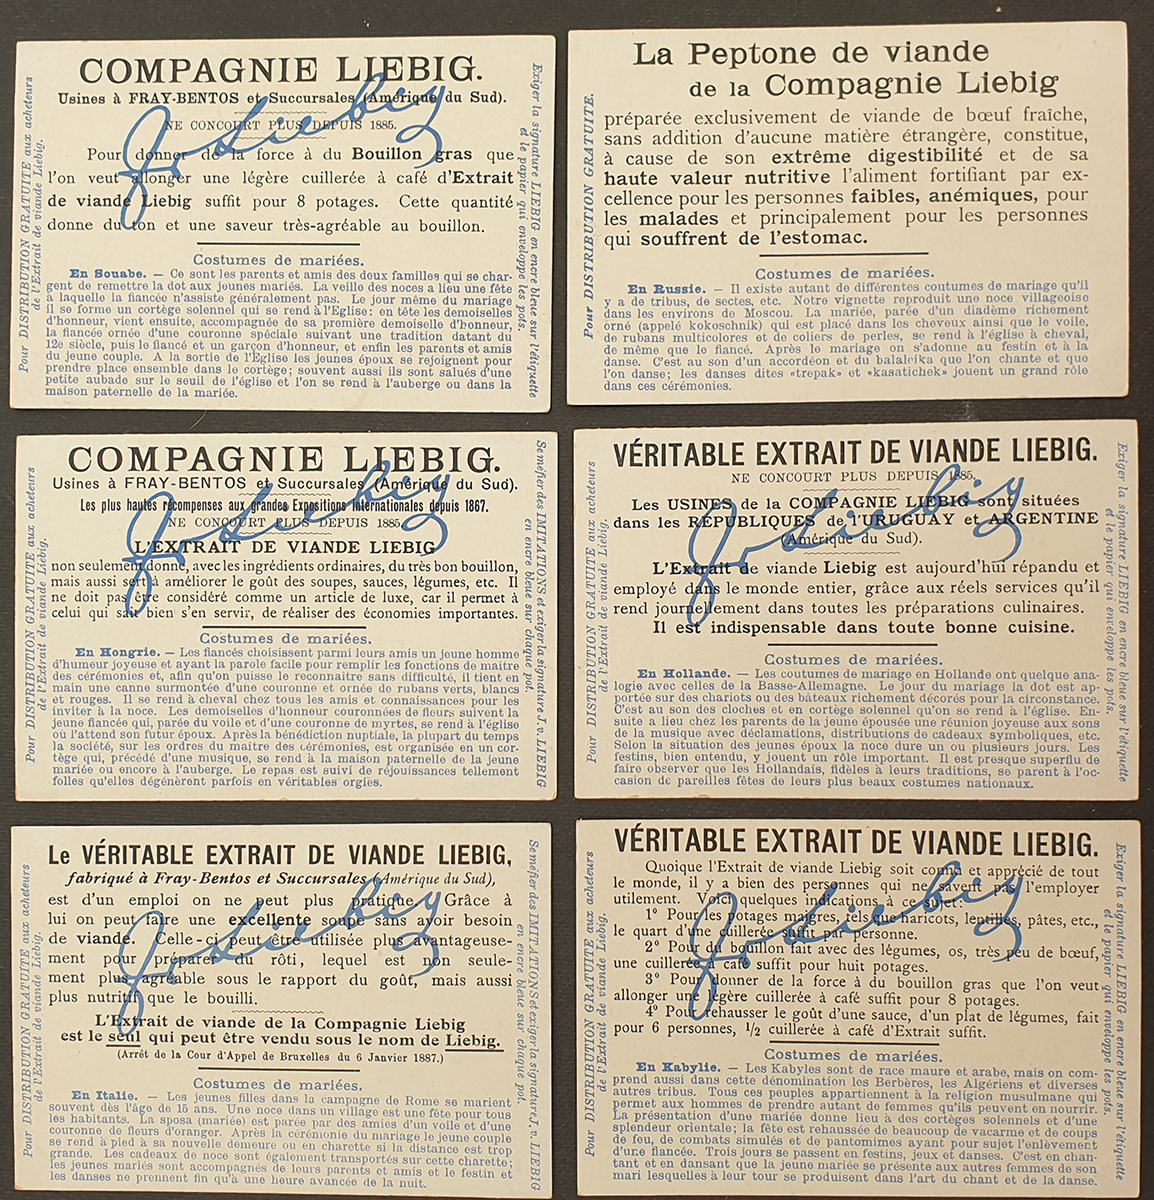 COMPAGNIE LIEBIG.
Usines à FRAY-BENTOS et Succursales (Amérique du Sud).
NE CONCOURT PLUS DEPUIS 1885.
Pour donner de la force à du Bouillon gras que
l'on veut allonger une légère cuillerée à café d'Extrait
de viande Liebig suffit pour 8 potages. Cette quantité
donne du ton et une saveur très-agréable au bouillon.
Costumes de mariées.
En Souabe. — Ce sont les parents et amis des deux familles qui se char-
gent de remettre la dot aux jeunes mariés. La veille des noces a lieu une fête
à laquelle la fiancée n'assiste généralement pas. Le jour même du mariage
il se forme un cortège solennel qui se rend à l'Eglise: en tête les demoiselles
d'honneur, vient ensuite, accompagnée de sa première demoiselle d'honneur,
la fiancée ornée d'une couronne spéciale suivant une tradition datant du
12e siècle, puis le fiancé et un garçon d'honneur, et enfin les parents et amis
du jeune couple. A la sortie de l'Eglise les jeunes époux se rejoignent pour
prendre place ensemble dans le cortège; souvent aussi ils sont salués d'une
petite aubade sur le seuil de l'église et l'on se rend à l'auberge ou dans la
maison paternelle de la mariée.
Pour DISTRIBUTION GRATUITE aux acheteurs
de l'Extrait de viande Liebig.
Exiger la signature LIEBIG en encre bleue sur l'étiquette
et le papier qui enveloppe les pots.
J v Liebig
La Peptone de viande
de la Compagnie Liebig
préparée exclusivement de viande de bœuf fraîche,
sans addition d'aucune matière étrangère, constitue,
à cause de son extrême digestibilité et de sa
haute valeur nutritive l'aliment fortifiant par ex-
cellence pour les personnes faibles, anémiques, pour
les malades et principalement pour les personnes
qui souffrent de l'estomac.
Costumes de mariées.
En Russie. — Il existe autant de différentes coutumes de mariage qu'il
y a de tribus, de sectes, etc. Notre vignette reproduit une noce villageoise
dans les environs de Moscou. La mariée, parée d'un diadème richement
orné (appelé kokoschnik) qui est placé dans les cheveux ainsi que le voile,
de rubans multicolores et de colliers de perles, se rend à l'église à cheval,
de même que le fiancé. Après le mariage on s'adonne au festin et à la
danse. C'est au son d'un accordéon et du balaleïka que l'on chante et que
l'on danse; les danses dites «trepak» et «kasatichek» jouent un grand rôle
dans ces cérémonies.
Pour DISTRIBUTION GRATUITE.
COMPAGNIE LIEBIG.
Usines à FRAY-BENTOS et Succursales (Amérique du Sud).
Les plus hautes récompenses aux grandes Expositions Internationales depuis 1867.
NE CONCOURT PLUS DEPUIS 1885.
L'EXTRAIT DE VIANDE LIEBIG
non seulement donne, avec les ingrédients ordinaires, du très bon bouillon,
mais aussi sert à améliorer le goût des soupes, sauces, légumes, etc. Il
ne doit pas être considéré comme un article de luxe, car il permet à
celui qui sait bien s'en servir, de réaliser des économies importantes.
Costumes de mariées.
En Hongrie. — Les fiancés choisissent parmi leurs amis un jeune homme
d'humeur joyeuse et ayant la parole facile pour remplir les fonctions de maitre
des cérémonies et, afin qu'on puisse le reconnaitre sans difficulté, il tient en
main une canne surmontée d'une couronne et ornée de rubans verts, blancs
et rouges. Il se rend à cheval chez tous les amis et connaissances pour les
inviter à la noce. Les demoiselles d'honneur couronnées de fleurs suivent la
jeune fiancée qui, parée du voile et d'une couronne de myrtes, se rend à l'église
où l'attend son futur époux. Après la bénédiction nuptiale, la plupart du temps
la société, sur les ordres du maitre des cérémonies, est organisée en un cor-
tège qui, précédé d'une musique, se rend à la maison paternelle de la jeune
mariée ou encore à l'auberge. Le repas est suivi de réjouissances tellement
folles qu'elles dégénèrent parfois en véritables orgies.
Pour DISTRIBUTION GRATUITE aux acheteurs
de l'Extrait de viande Liebig.
Se méfier des IMITATIONS et exiger la signature J. v. LIEBIG
en encre bleue sur chaque pot.
J v Liebig
VÉRITABLE EXTRAIT DE VIANDE LIEBIG.
NE CONCOURT PLUS DEPUIS 1885.
Les USINES de la COMPAGNIE LIEBIG sont situées
dans les RÉPUBLIQUES de l'URUGUAY et ARGENTINE
(Amérique du Sud).
L'Extrait de viande Liebig est aujourd'hui répandu et
employé dans le monde entier, grâce aux réels services qu'il
rend journellement dans toutes les préparations culinaires.
Il est indispensable dans toute bonne cuisine.
Costumes de mariées.
En Hollande. — Les coutumes de mariage en Hollande ont quelque ana-
logie avec celles de la Basse-Allemagne. Le jour du mariage la dot est ap-
portée sur des chariots ou des bâteaux richement décorés pour la circonstance.
C'est au son des cloches et en cortège solennel qu'on se rend à l'église. En-
suite a lieu chez les parents de la jeune épousée une réunion joyeuse aux sons
de la musique avec déclamations, distributions de cadeaux symboliques, etc.
Selon la situation des jeunes époux la noce dure un ou plusieurs jours. Les
festins, bien entendu, y jouent un rôle important. Il est presque superflu de
faire observer que les Hollandais, fidèles à leurs traditions, se parent à l'oc-
casion de pareilles fêtes de leurs plus beaux costumes nationaux.
Pour DISTRIBUTION GRATUITE aux acheteurs
de l'Extrait de viande Liebig.
Exiger la signature LIEBIG en encre bleue sur l'étiquette
et le papier qui enveloppe les pots.
J v Liebig
Le VÉRITABLE EXTRAIT DE VIANDE LIEBIG,
fabriqué à Fray-Bentos et Succursales (Amérique du Sud),
est d'un emploi on ne peut plus pratique. Grâce à
lui on peut faire une excellente soupe sans avoir besoin
de viande. Celle-ci peut être utilisée plus avantageuse-
ment pour préparer du rôti, lequel est non seule-
ment plus agréable sous le rapport du goût, mais aussi
plus nutritif que le bouilli.
L'Extrait de viande de la Compagnie Liebig
est le seul qui peut être vendu sous le nom de Liebig.
(Arrêt de la Cour d'Appel de Bruxelles du 6 Janvier 1887.)
Costumes de mariées.
En Italie. — Les jeunes filles dans la campagne de Rome se marient
souvent dès l'âge de 15 ans. Une noce dans un village est une fête pour tous
les habitants. La sposa (mariée) est parée par des amies d'un voile et d'une
couronne de fleurs d'oranger. Après la cérémonie du mariage le jeune couple
se rend à pied à sa nouvelle demeure ou en charette si la distance est trop
grande. Les cadeaux de noce sont également transportés sur cette charette;
les jeunes mariés sont accompagnés de leurs parents et amis et le festin et
les danses ne prennent fin qu'à une heure avancée de la nuit.
Pour DISTRIBUTION GRATUITE aux acheteurs
de l'Extrait de viande Liebig.
Se méfier des IMITATIONS et exiger la signature J. v. LIEBIG
en encre bleue sur chaque pot.
J v Liebig
VÉRITABLE EXTRAIT DE VIANDE LIEBIG.
Quoique l'Extrait de viande Liebig soit connu et apprécié de tout
le monde, il y a bien des personnes qui ne savent pas l'employer
utilement. Voici quelques indications à ce sujet:
1° Pour les potages maigres, tels que haricots, lentilles, pâtes, etc.,
le quart d'une cuillerée suffit par personne.
2° Pour du bouillon fait avec des légumes, os, très peu de bœuf,
une cuillerée à café suffit pour huit potages.
3° Pour donner de la force à du bouillon gras que l'on veut
allonger une légère cuillerée à café suffit pour 8 potages.
4° Pour rehausser le goût d'une sauce, d'un plat de légumes, fait
pour 6 personnes, 1/2 cuillerée à café d'Extrait suffit.
Costumes de mariées.
En Kabylie. — Les Kabyles sont de race maure et arabe, mais on com-
prend aussi dans cette dénomination les Berbères, les Algériens et diverses
autres tribus. Tous ces peuples appartiennent à la religion musulmane qui
permet aux hommes de prendre autant de femmes qu'ils peuvent en nourrir.
La présentation d'une mariée donne lieu à des cortèges solennels et d'une
splendeur orientale; la fête est rehaussée de beaucoup de vacarme et de coups
de feu, de combats simulés et de pantomimes ayant pour sujet l'enlèvement
d'une fiancée. Trois jours se passent en festins, jeux et danses. C'est en chan-
tant et en dansant que la jeune mariée se présente aux autres femmes de son
mari lesquelles à leur tour se produisent dans l'art du chant et de la danse.
Pour DISTRIBUTION GRATUITE aux acheteurs
de l'Extrait de viande Liebig.
Exiger la signature LIEBIG en encre bleue sur l'étiquette
et le papier qui enveloppe les pots.
J v Liebig